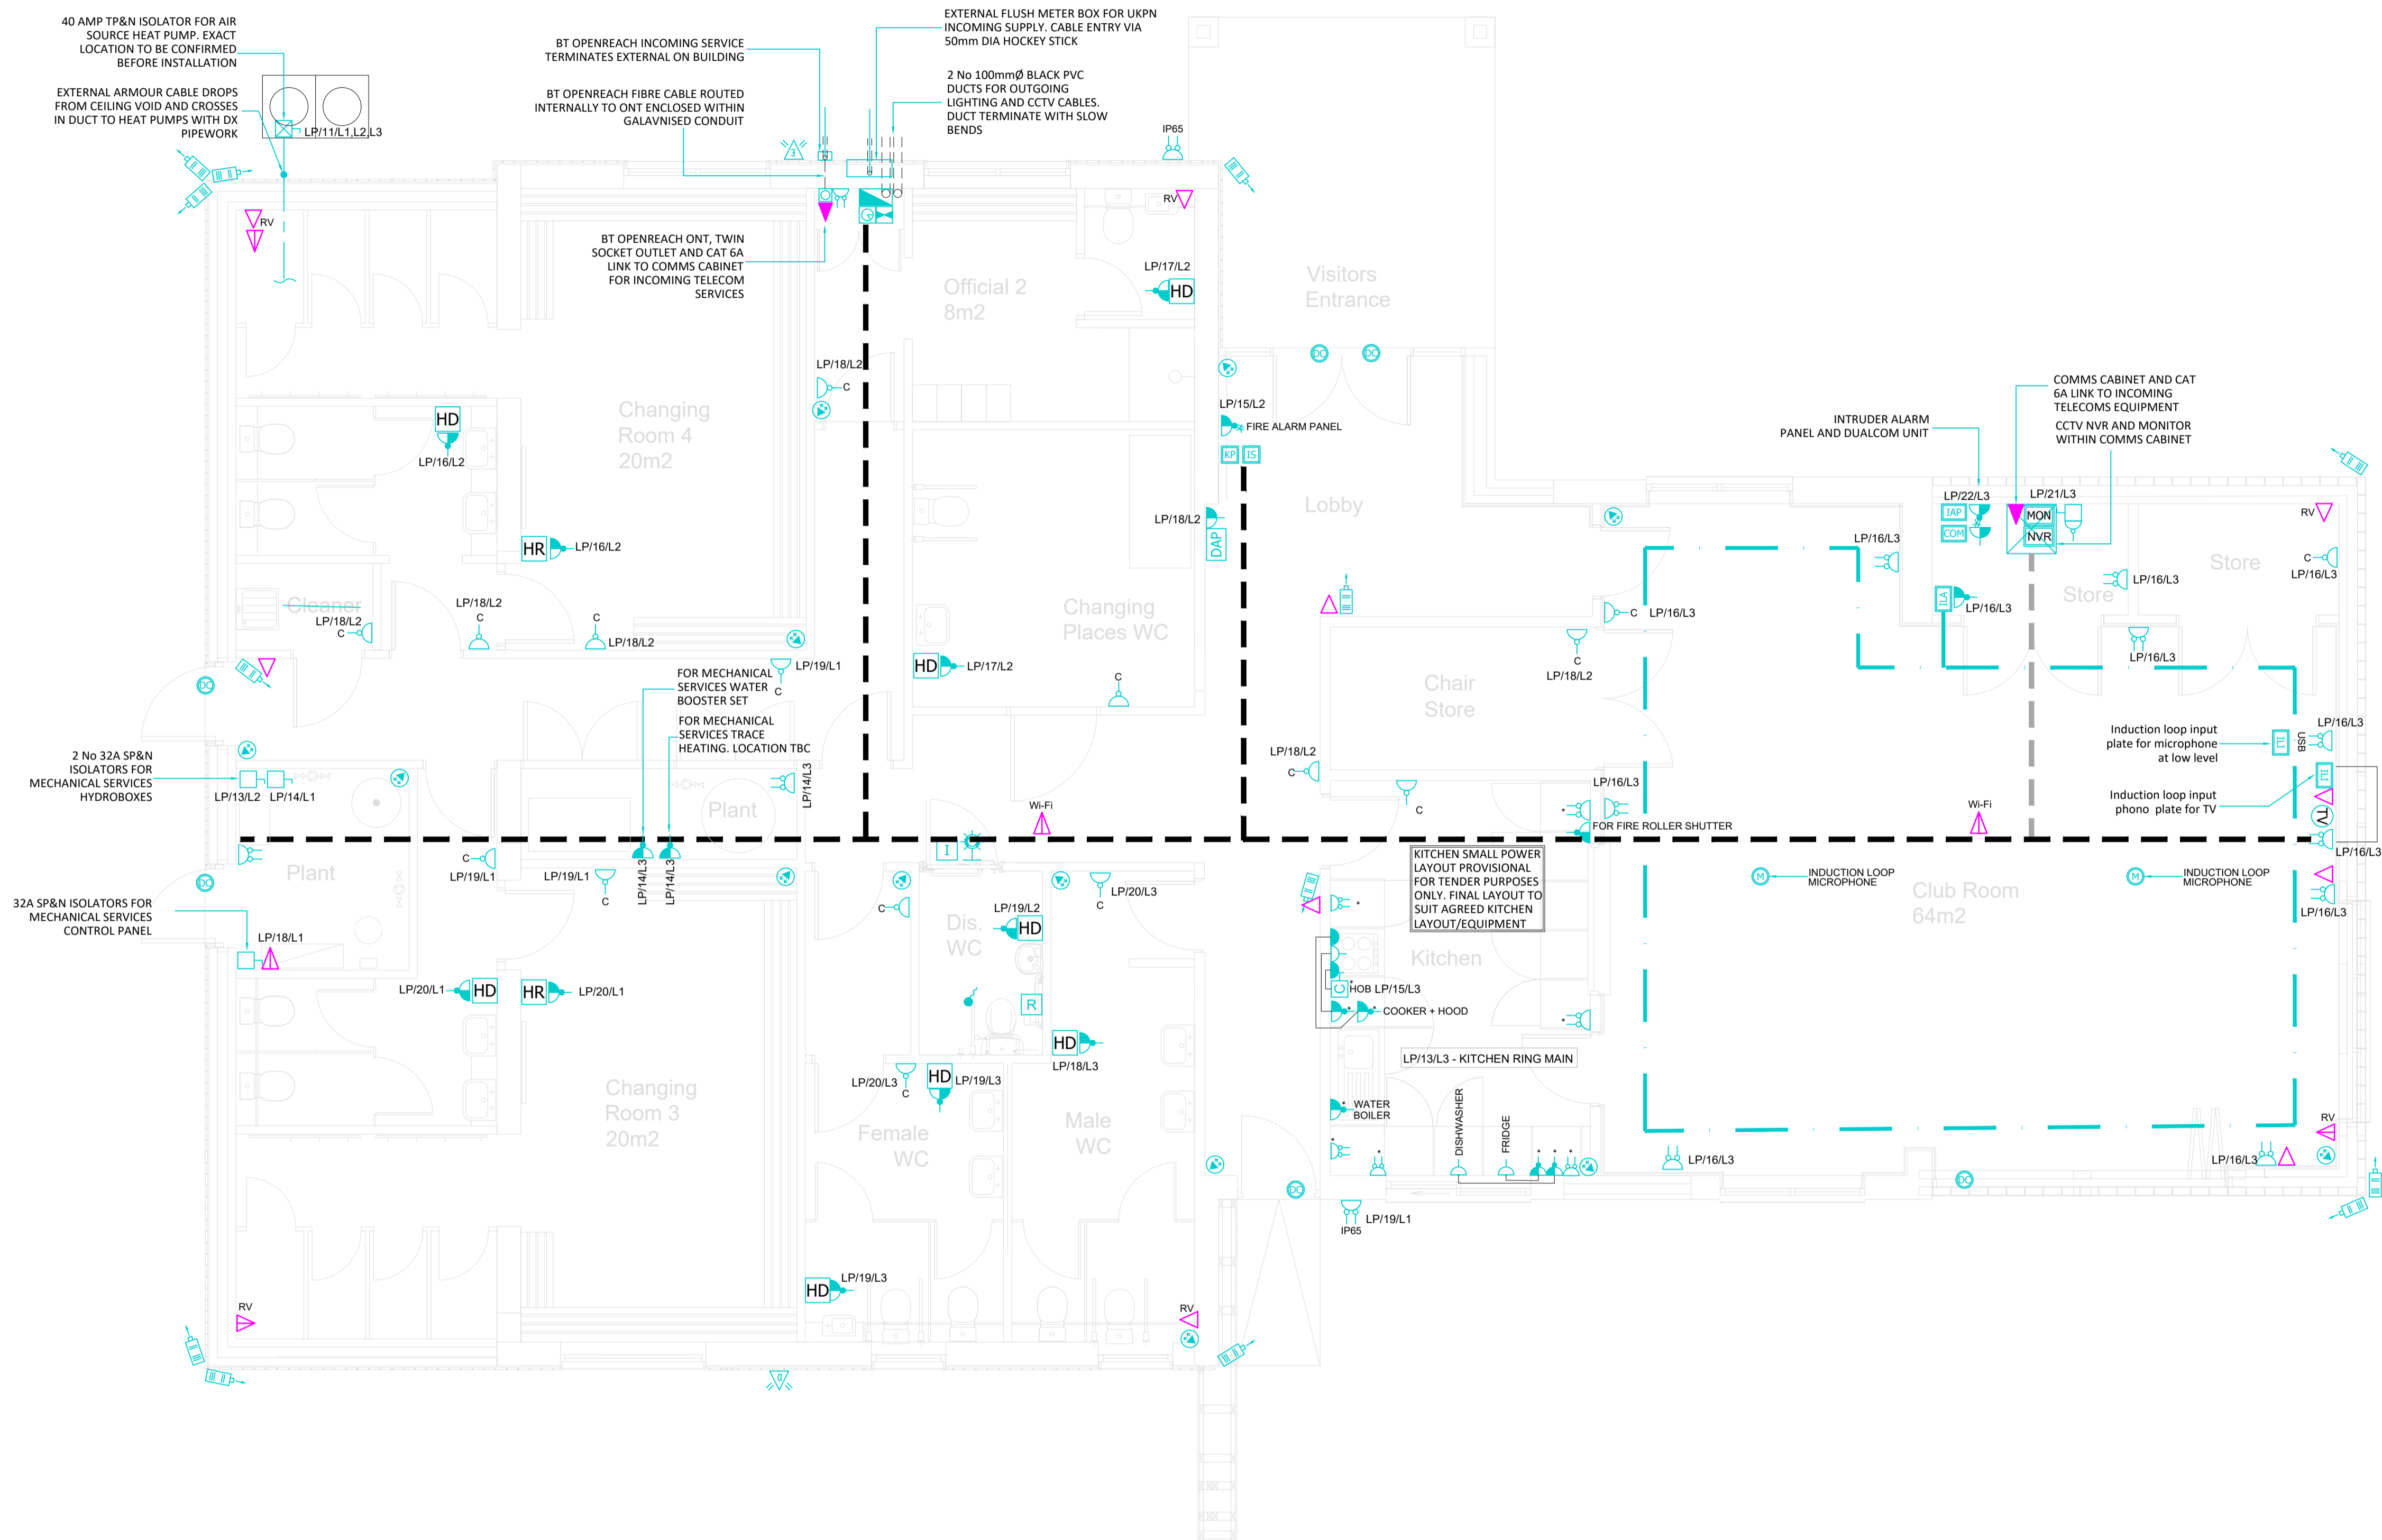 40 AMP TP&N ISOLATOR FOR AIR
SOURCE HEAT PUMP. EXACT
LOCATION TO BE CONFIRMED
BEFORE INSTALLATION
EXTERNAL ARMOUR CABLE DROPS
FROM CEILING VOID AND CROSSES
IN DUCT TO HEAT PUMPS WITH DX
PIPEWORK
LP/11/L1,L2,L3
BT OPENREACH INCOMING SERVICE
TERMINATES EXTERNAL ON BUILDING
BT OPENREACH FIBRE CABLE ROUTED
INTERNALLY TO ONT ENCLOSED WITHIN
GALAVNISED CONDUIT
EXTERNAL FLUSH METER BOX FOR UKPN
INCOMING SUPPLY. CABLE ENTRY VIA
50mm DIA HOCKEY STICK
2 No 100mmØ BLACK PVC
DUCTS FOR OUTGOING
LIGHTING AND CCTV CABLES.
DUCT TERMINATE WITH SLOW
BENDS
IP65
RV
RV
BT OPENREACH ONT, TWIN
SOCKET OUTLET AND CAT 6A
LINK TO COMMS CABINET
FOR INCOMING TELECOM
SERVICES
Official 2
8m2
LP/17/L2
HD
Visitors
Entrance
DO
DO
LP/18/L2
C
Changing
Room 4
20m2
HD
LP/16/L2
HR
LP/16/L2
LP/15/L2
FIRE ALARM PANEL
KP
IS
Lobby
LP/18/L2
DAP
Changing
Places WC
HD
LP/17/L2
C
COMMS CABINET AND CAT
6A LINK TO INCOMING
TELECOMS EQUIPMENT
CCTV NVR AND MONITOR
WITHIN COMMS CABINET
INTRUDER ALARM
PANEL AND DUALCOM UNIT
LP/22/L3
LP/21/L3
IAP
COM
MON
NVR
RV
LP/16/L3
Store
C
LP/16/L3
LP/16/L3
Store
ILA
LP/16/L3
LP/16/L3
C
LP/16/L3
Cleaner
LP/18/L2
C
LP/18/L2
C
C
LP/18/L2
LP/19/L1
C
DO
FOR MECHANICAL
SERVICES WATER
BOOSTER SET
FOR MECHANICAL
SERVICES TRACE
HEATING. LOCATION TBC
Chair
Store
C
LP/18/L2
LP/18/L2
C
2 No 32A SP&N
ISOLATORS FOR
MECHANICAL SERVICES
HYDROBOXES
LP/13/L2
LP/14/L1
Plant
LP/14/L3
C
LP/16/L3
FOR FIRE ROLLER SHUTTER
Wi-Fi
Wi-Fi
Induction loop input
plate for microphone
at low level
ILI
USB
LP/16/L3
Induction loop input
phono plate for TV
ILI
TV
LP/16/L3
Plant
DO
C
LP/19/L1
LP/19/L1
C
LP/14/L3
LP/14/L3
I
C
LP/20/L3
C
KITCHEN SMALL POWER
LAYOUT PROVISIONAL
FOR TENDER PURPOSES
ONLY. FINAL LAYOUT TO
SUIT AGREED KITCHEN
LAYOUT/EQUIPMENT
M
INDUCTION LOOP
MICROPHONE
M
INDUCTION LOOP
MICROPHONE
Club Room
64m2
LP/16/L3
32A SP&N ISOLATORS FOR
MECHANICAL SERVICES
CONTROL PANEL
LP/18/L1
LP/20/L1
HD
HR
LP/20/L1
Dis.
WC
LP/19/L2
HD
R
HD
LP/18/L3
Kitchen
C
HOB LP/15/L3
COOKER + HOOD
LP/13/L3 - KITCHEN RING MAIN
Changing
Room 3
20m2
LP/20/L3
C
HD
LP/19/L3
Female
WC
Male
WC
WATER
BOILER
DISHWASHER
FRIDGE
LP/16/L3
LP/16/L3
RV
DO
DO
LP/19/L1
IP65
HD
LP/19/L3
RV
RV